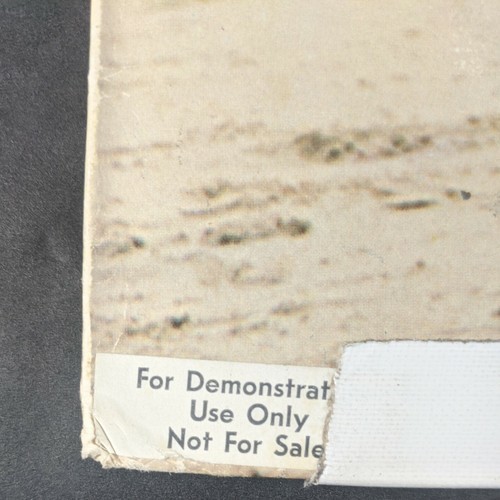 For Demonstrat
Use Only
Not For Sale